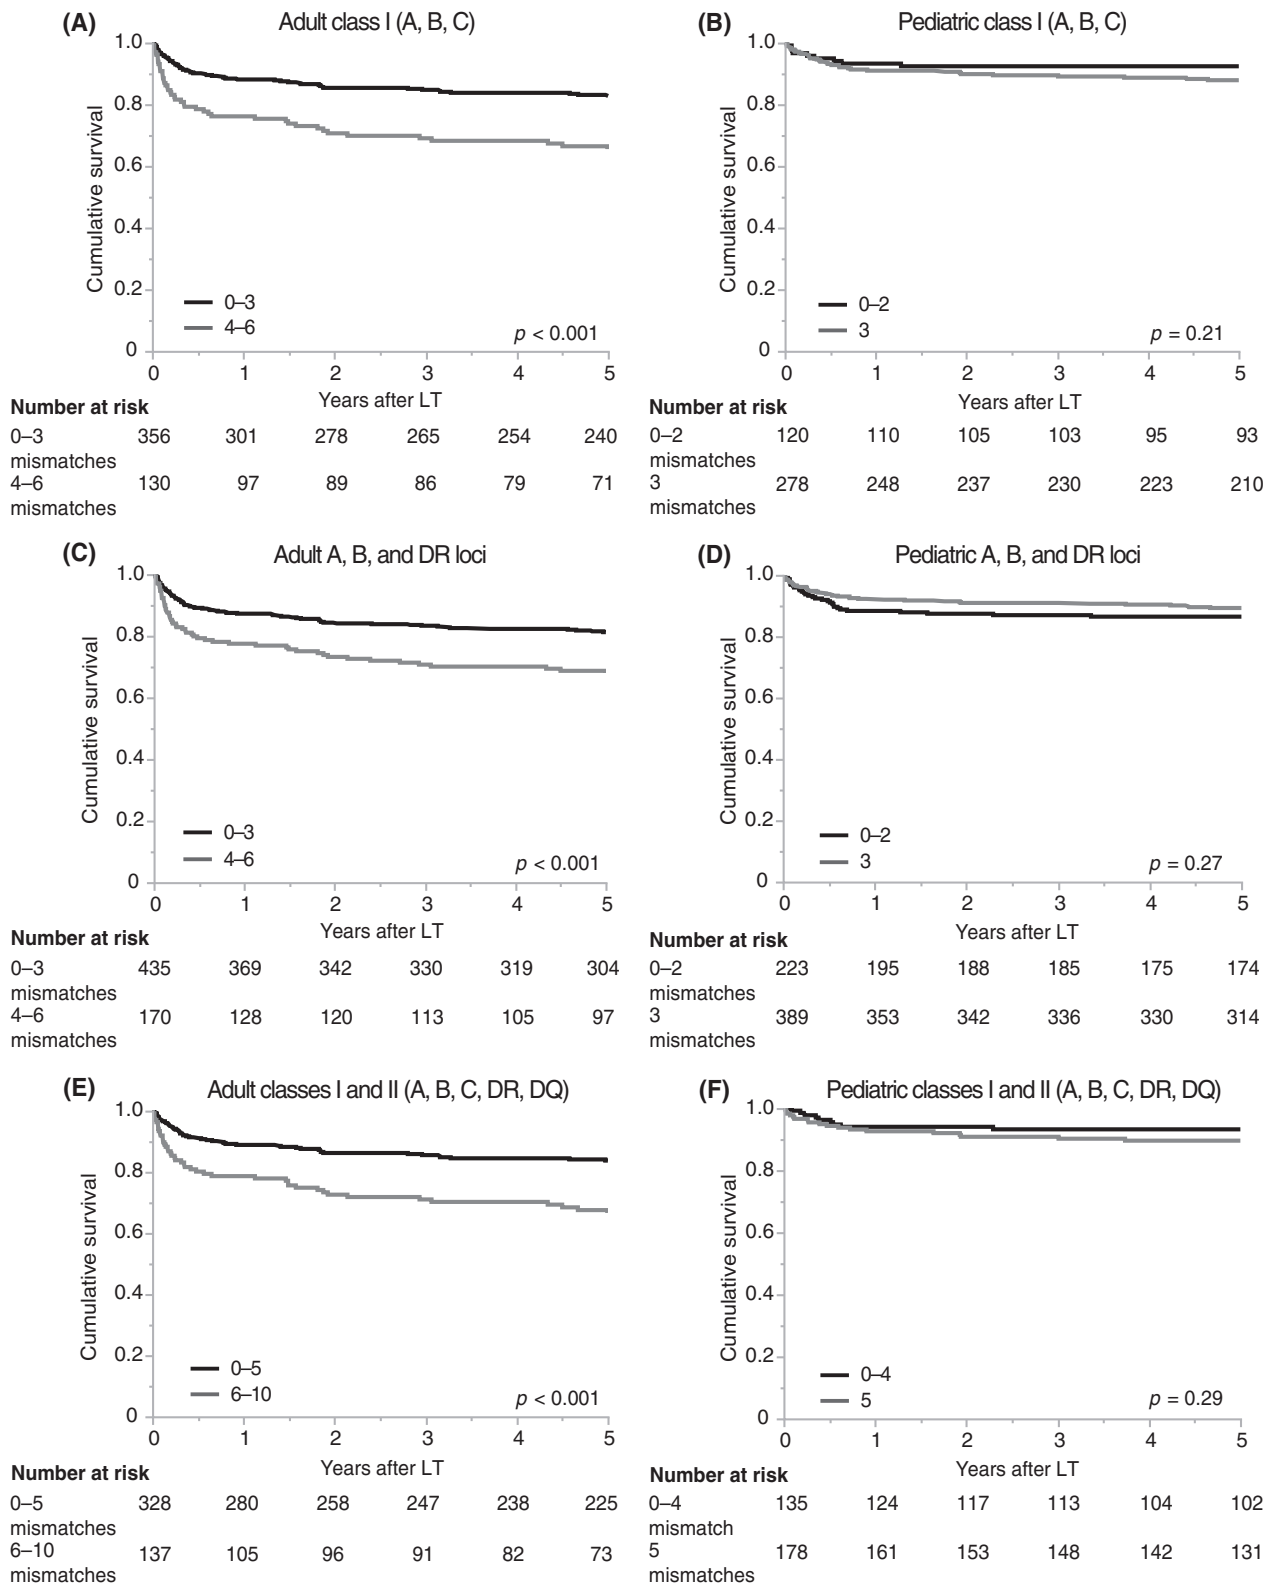 (A) Adult class I (A, B, C)
1.0
0.8
0.6
0.4
0.2
0
Cumulative survival
0–3
4–6
p < 0.001
0 1 2 3 4 5
Years after LT
Number at risk
0–3 356 301 278 265 254 240
mismatches
4–6 130 97 89 86 79 71
mismatches
(B) Pediatric class I (A, B, C)
1.0
0.8
0.6
0.4
0.2
0
Cumulative survival
0–2
3
p = 0.21
0 1 2 3 4 5
Years after LT
Number at risk
0–2 120 110 105 103 95 93
mismatches
3 278 248 237 230 223 210
mismatches
(C) Adult A, B, and DR loci
1.0
0.8
0.6
0.4
0.2
0
Cumulative survival
0–3
4–6
p < 0.001
0 1 2 3 4 5
Years after LT
Number at risk
0–3 435 369 342 330 319 304
mismatches
4–6 170 128 120 113 105 97
mismatches
(D) Pediatric A, B, and DR loci
1.0
0.8
0.6
0.4
0.2
0
Cumulative survival
0–2
3
p = 0.27
0 1 2 3 4 5
Years after LT
Number at risk
0–2 223 195 188 185 175 174
mismatches
3 389 353 342 336 330 314
mismatches
(E) Adult classes I and II (A, B, C, DR, DQ)
1.0
0.8
0.6
0.4
0.2
0
Cumulative survival
0–5
6–10
p < 0.001
0 1 2 3 4 5
Years after LT
Number at risk
0–5 328 280 258 247 238 225
mismatches
6–10 137 105 96 91 82 73
mismatches
(F) Pediatric classes I and II (A, B, C, DR, DQ)
1.0
0.8
0.6
0.4
0.2
0
Cumulative survival
0–4
5
p = 0.29
0 1 2 3 4 5
Years after LT
Number at risk
0–4 135 124 117 113 104 102
mismatch
5 178 161 153 148 142 131
mismatches